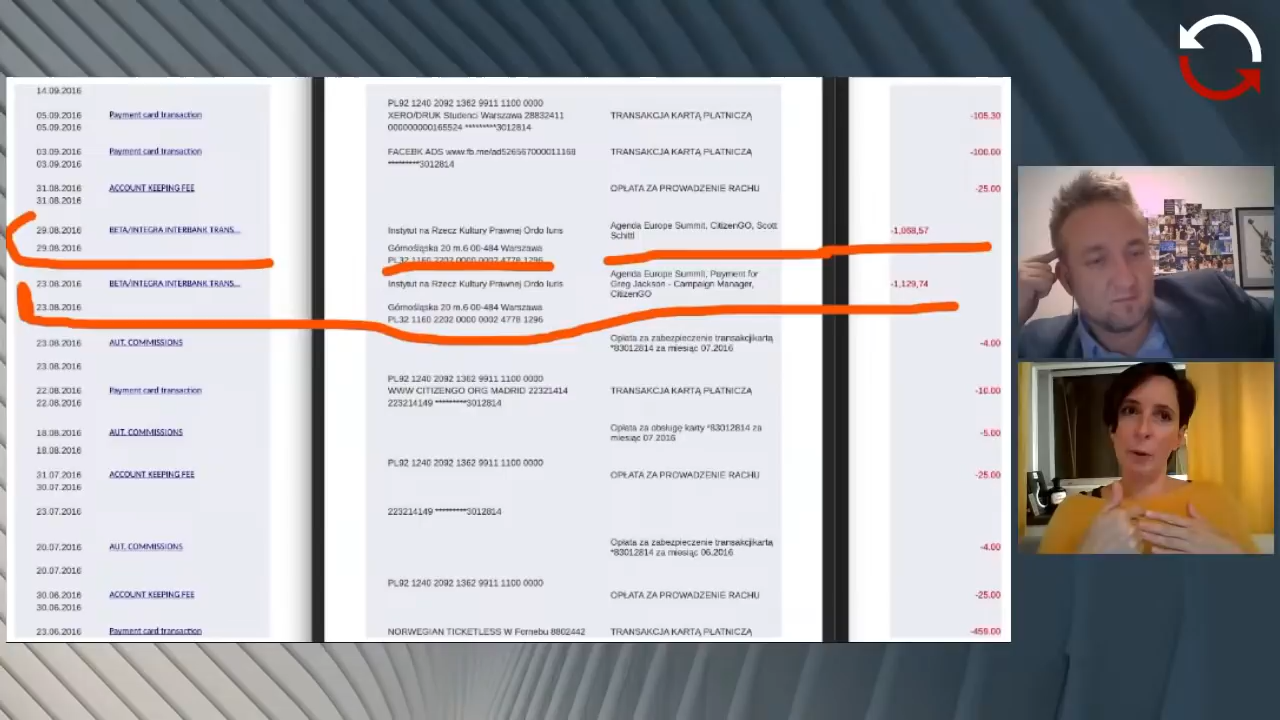 14.09.2016
PL92 1240 2092 1362 9911 1100 0000
05.09.2016 Payment card transaction XERO/DRUK Studenci Warszawa 28832411 TRANSAKCJA KARTĄ PŁATNICZĄ -105.30
05.09.2016 000000000165524 *********3012814
03.09.2016 Payment card transaction FACEBK ADS www.fb.me/ad526567000011168 TRANSAKCJA KARTĄ PŁATNICZĄ -100.00
03.09.2016 *********3012814
31.08.2016 ACCOUNT KEEPING FEE OPŁATA ZA PROWADZENIE RACHU -25.00
31.08.2016
29.08.2016 BETA/INTEGRA INTERBANK TRANS... Instytut na Rzecz Kultury Prawnej Ordo Iuris Agenda Europe Summit, CitizenGO, Scott -1,068,57
Schittl
29.08.2016 Górnośląska 20 m.6 00-484 Warszawa
PL32 1160 2202 0000 0002 4778 1296
Agenda Europe Summit, Payment for
23.08.2016 BETA/INTEGRA INTERBANK TRANS... Instytut na Rzecz Kultury Prawnej Ordo Iuris Greg Jackson - Campaign Manager, -1,129,74
CitizenGO
23.08.2016 Górnośląska 20 m.6 00-484 Warszawa
PL32 1160 2202 0000 0002 4778 1296
Opłata za zabezpieczenie transakcjikartą
23.08.2016 AUT. COMMISSIONS *83012814 za miesiąc 07.2016 -4.00
23.08.2016
PL92 1240 2092 1362 9911 1100 0000
22.08.2016 Payment card transaction WWW CITIZENGO ORG MADRID 22321414 TRANSAKCJA KARTĄ PŁATNICZĄ -10.00
22.08.2016 223214149 *********3012814
Opłata za obsługę karty *83012814 za
18.08.2016 AUT. COMMISSIONS miesiąc 07.2016 -5.00
18.08.2016
PL92 1240 2092 1362 9911 1100 0000
31.07.2016 ACCOUNT KEEPING FEE OPŁATA ZA PROWADZENIE RACHU -25.00
30.07.2016
23.07.2016 223214149 *********3012814
Opłata za zabezpieczenie transakcjikartą
20.07.2016 AUT. COMMISSIONS *83012814 za miesiąc 06.2016 -4.00
20.07.2016
PL92 1240 2092 1362 9911 1100 0000
30.06.2016 ACCOUNT KEEPING FEE OPŁATA ZA PROWADZENIE RACHU -25.00
30.06.2016
23.06.2016 Payment card transaction NORWEGIAN TICKETLESS W Fornebu 8802442 TRANSAKCJA KARTĄ PŁATNICZĄ -459.00